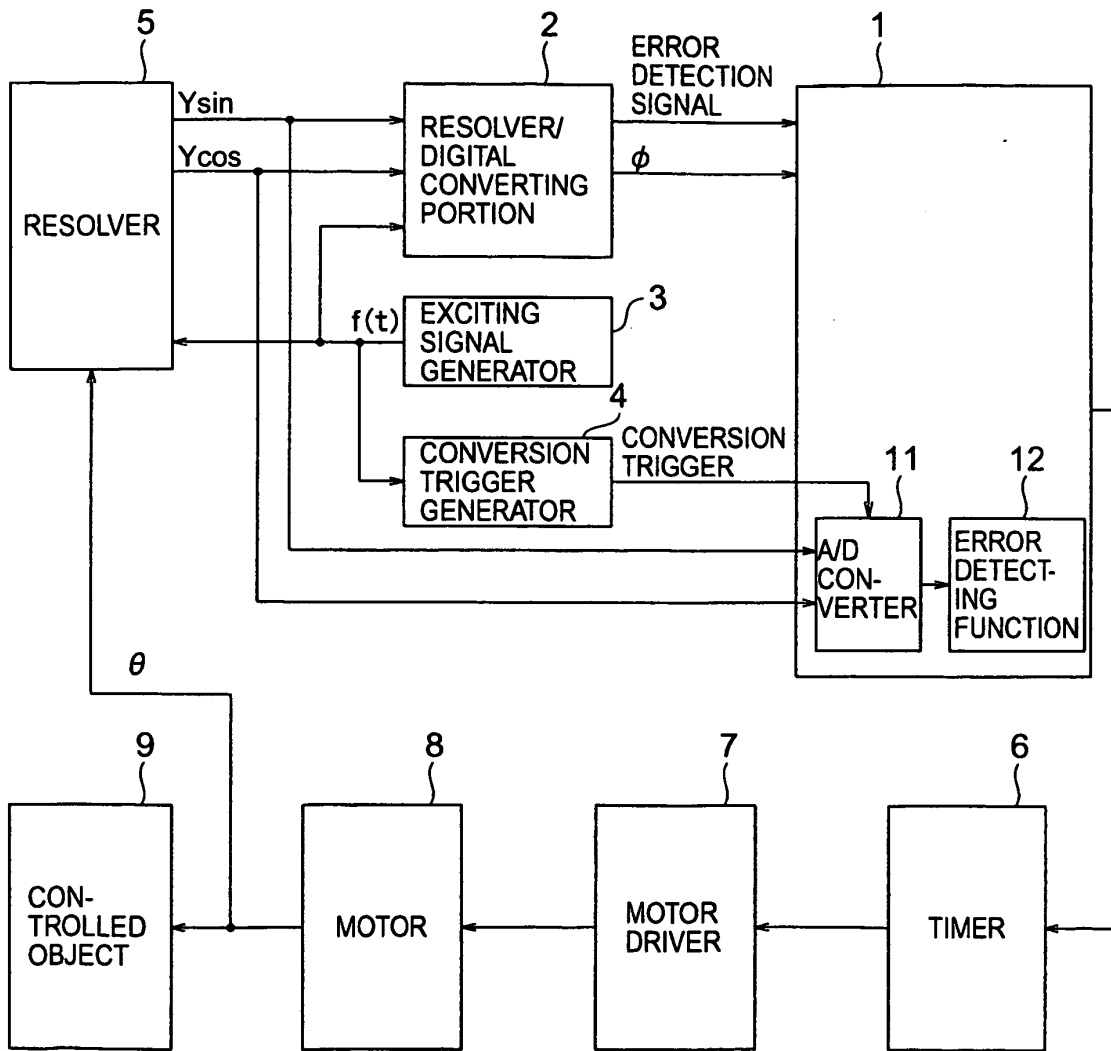 5
2
ERROR
DETECTION
SIGNAL
1
Ysin
Ycos
RESOLVER
RESOLVER/
DIGITAL
CONVERTING
PORTION
ϕ
f(t)
EXCITING
SIGNAL
GENERATOR
3
4
CONVERSION
TRIGGER
GENERATOR
CONVERSION
TRIGGER
11
12
A/D
CON-
VERTER
ERROR
DETECT-
ING
FUNCTION
θ
9
8
7
6
CON-
TROLLED
OBJECT
MOTOR
MOTOR
DRIVER
TIMER